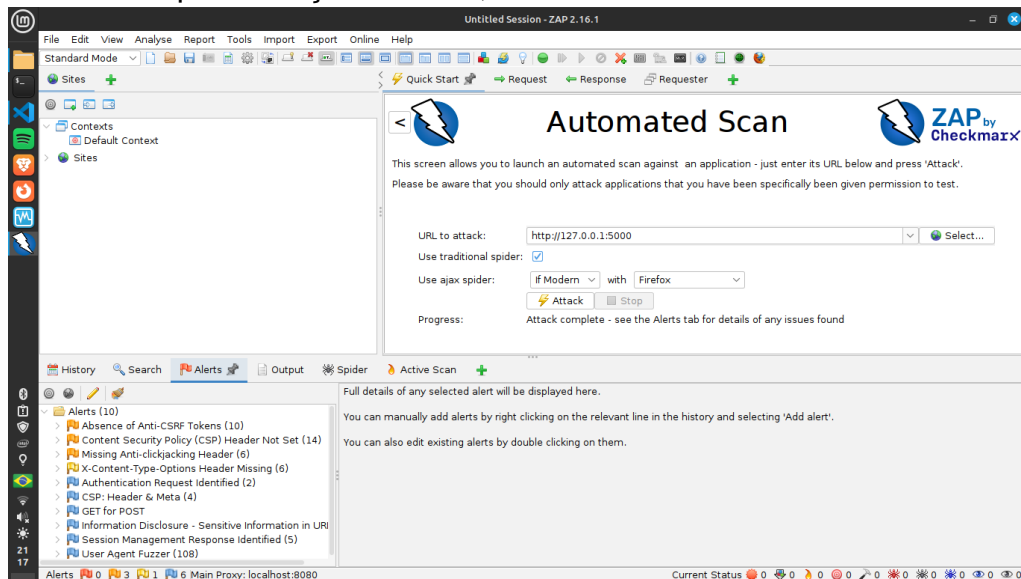 Untitled Session - ZAP 2.16.1
File Edit View Analyse Report Tools Import Export Online Help
Standard Mode
Sites
Quick Start
Request
Response
Requester
Contexts
Default Context
Sites
<
Automated Scan
ZAP by
Checkmarx
This screen allows you to launch an automated scan against an application - just enter its URL below and press 'Attack'.
Please be aware that you should only attack applications that you have been specifically been given permission to test.
URL to attack:
http://127.0.0.1:5000
Select...
Use traditional spider:
Use ajax spider:
If Modern
with
Firefox
Attack
Stop
Progress:
Attack complete - see the Alerts tab for details of any issues found
History
Search
Alerts
Output
Spider
Active Scan
Alerts (10)
Absence of Anti-CSRF Tokens (10)
Content Security Policy (CSP) Header Not Set (14)
Missing Anti-clickjacking Header (6)
X-Content-Type-Options Header Missing (6)
Authentication Request Identified (2)
CSP: Header & Meta (4)
GET for POST
Information Disclosure - Sensitive Information in URL
Session Management Response Identified (5)
User Agent Fuzzer (108)
Full details of any selected alert will be displayed here.
You can manually add alerts by right clicking on the relevant line in the history and selecting 'Add alert'.
You can also edit existing alerts by double clicking on them.
21
17
Alerts 0 3 1 6 Main Proxy: localhost:8080
Current Status 0 0 0 0 0 0 0 0 0 0